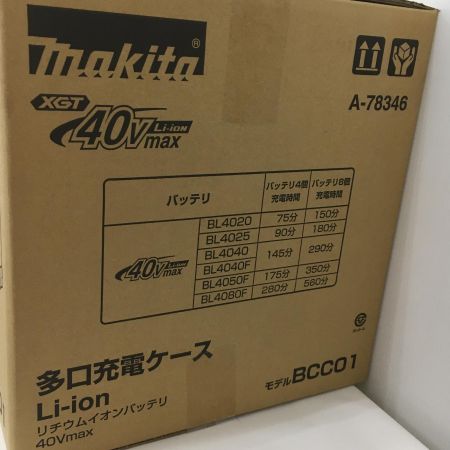 makita®
XGT
40Vmax Li-ION
A-78346
バッテリ バッテリ4個充電時間 バッテリ8個充電時間
40Vmax Li-ION
BL4020 75分 150分
BL4025 90分 180分
BL4040 145分 290分
BL4040F
BL4050F 175分 350分
BL4080F 280分 560分
多口充電ケース
Li-ion
リチウムイオンバッテリ
40Vmax
モデル BCC01